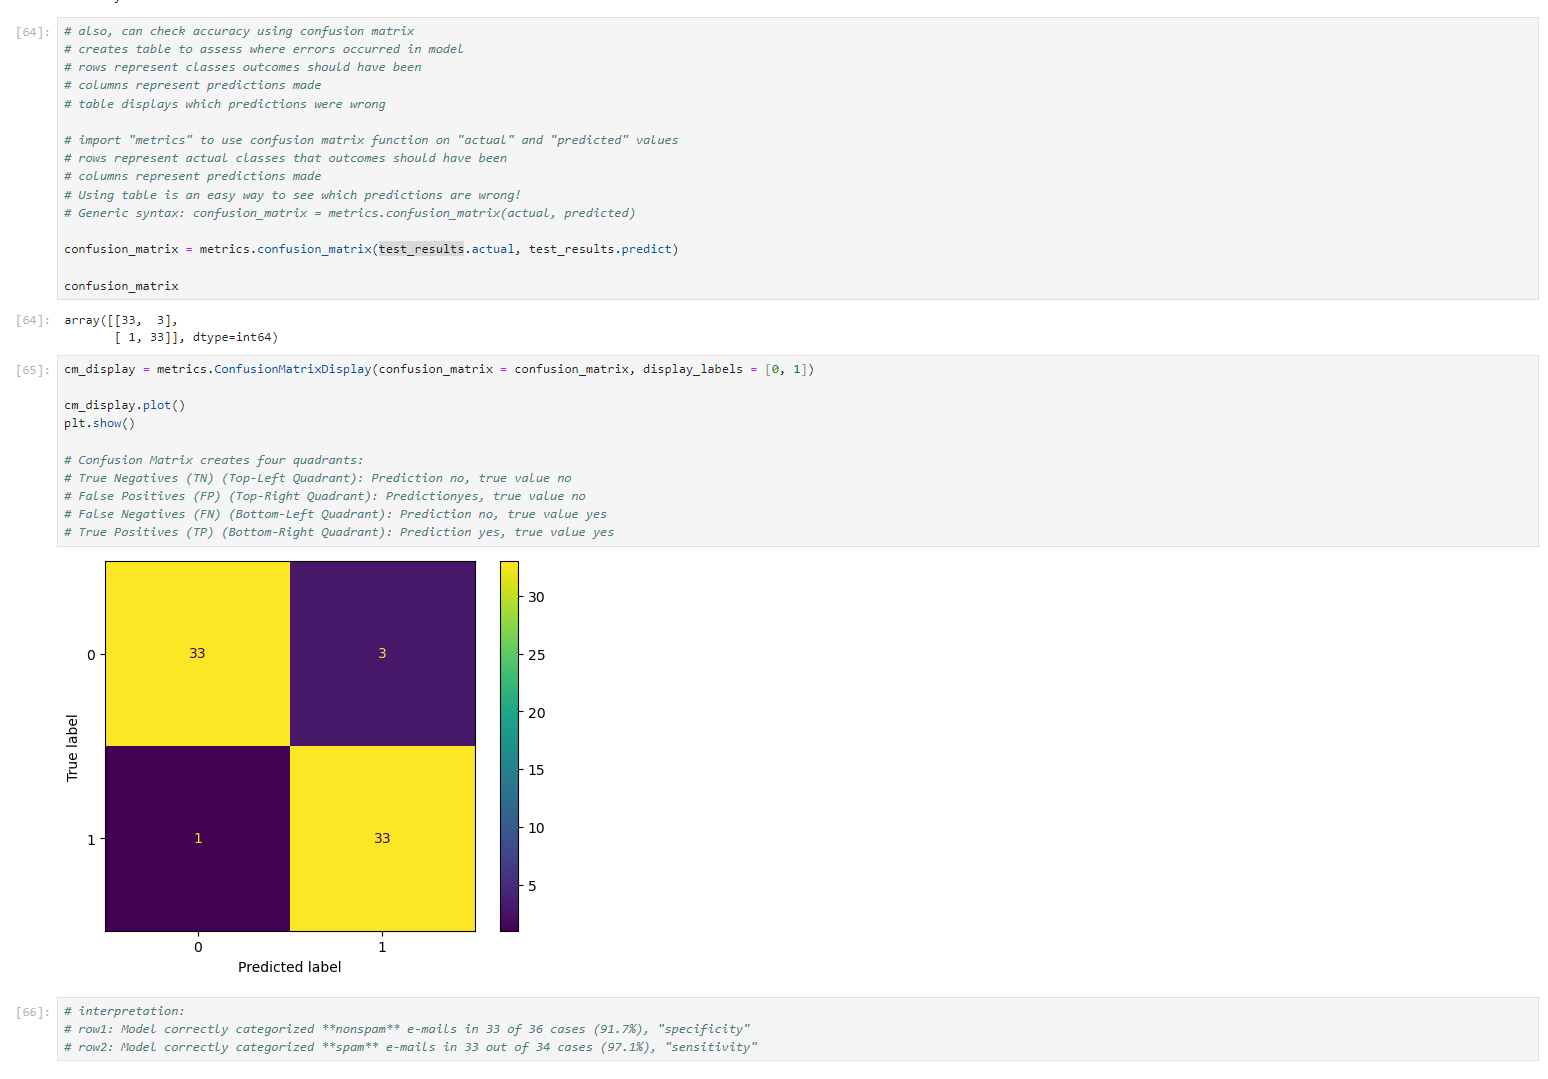 [64]:
# also, can check accuracy using confusion matrix
# creates table to assess where errors occurred in model
# rows represent classes outcomes should have been
# columns represent predictions made
# table displays which predictions were wrong
# import "metrics" to use confusion matrix function on "actual" and "predicted" values
# rows represent actual classes that outcomes should have been
# columns represent predictions made
# Using table is an easy way to see which predictions are wrong!
# Generic syntax: confusion_matrix = metrics.confusion_matrix(actual, predicted)
confusion_matrix = metrics.confusion_matrix(test_results.actual, test_results.predict)
confusion_matrix
[64]:
array([[33,  3],
       [ 1, 33]], dtype=int64)
[65]:
cm_display = metrics.ConfusionMatrixDisplay(confusion_matrix = confusion_matrix, display_labels = [0, 1])
cm_display.plot()
plt.show()
# Confusion Matrix creates four quadrants:
# True Negatives (TN) (Top-Left Quadrant): Prediction no, true value no
# False Positives (FP) (Top-Right Quadrant): Predictionyes, true value no
# False Negatives (FN) (Bottom-Left Quadrant): Prediction no, true value yes
# True Positives (TP) (Bottom-Right Quadrant): Prediction yes, true value yes
True label
0
1
33
3
1
33
0
1
Predicted label
30
25
20
15
10
5
[66]:
# interpretation:
# row1: Model correctly categorized **nonspam** e-mails in 33 of 36 cases (91.7%), "specificity"
# row2: Model correctly categorized **spam** e-mails in 33 out of 34 cases (97.1%), "sensitivity"